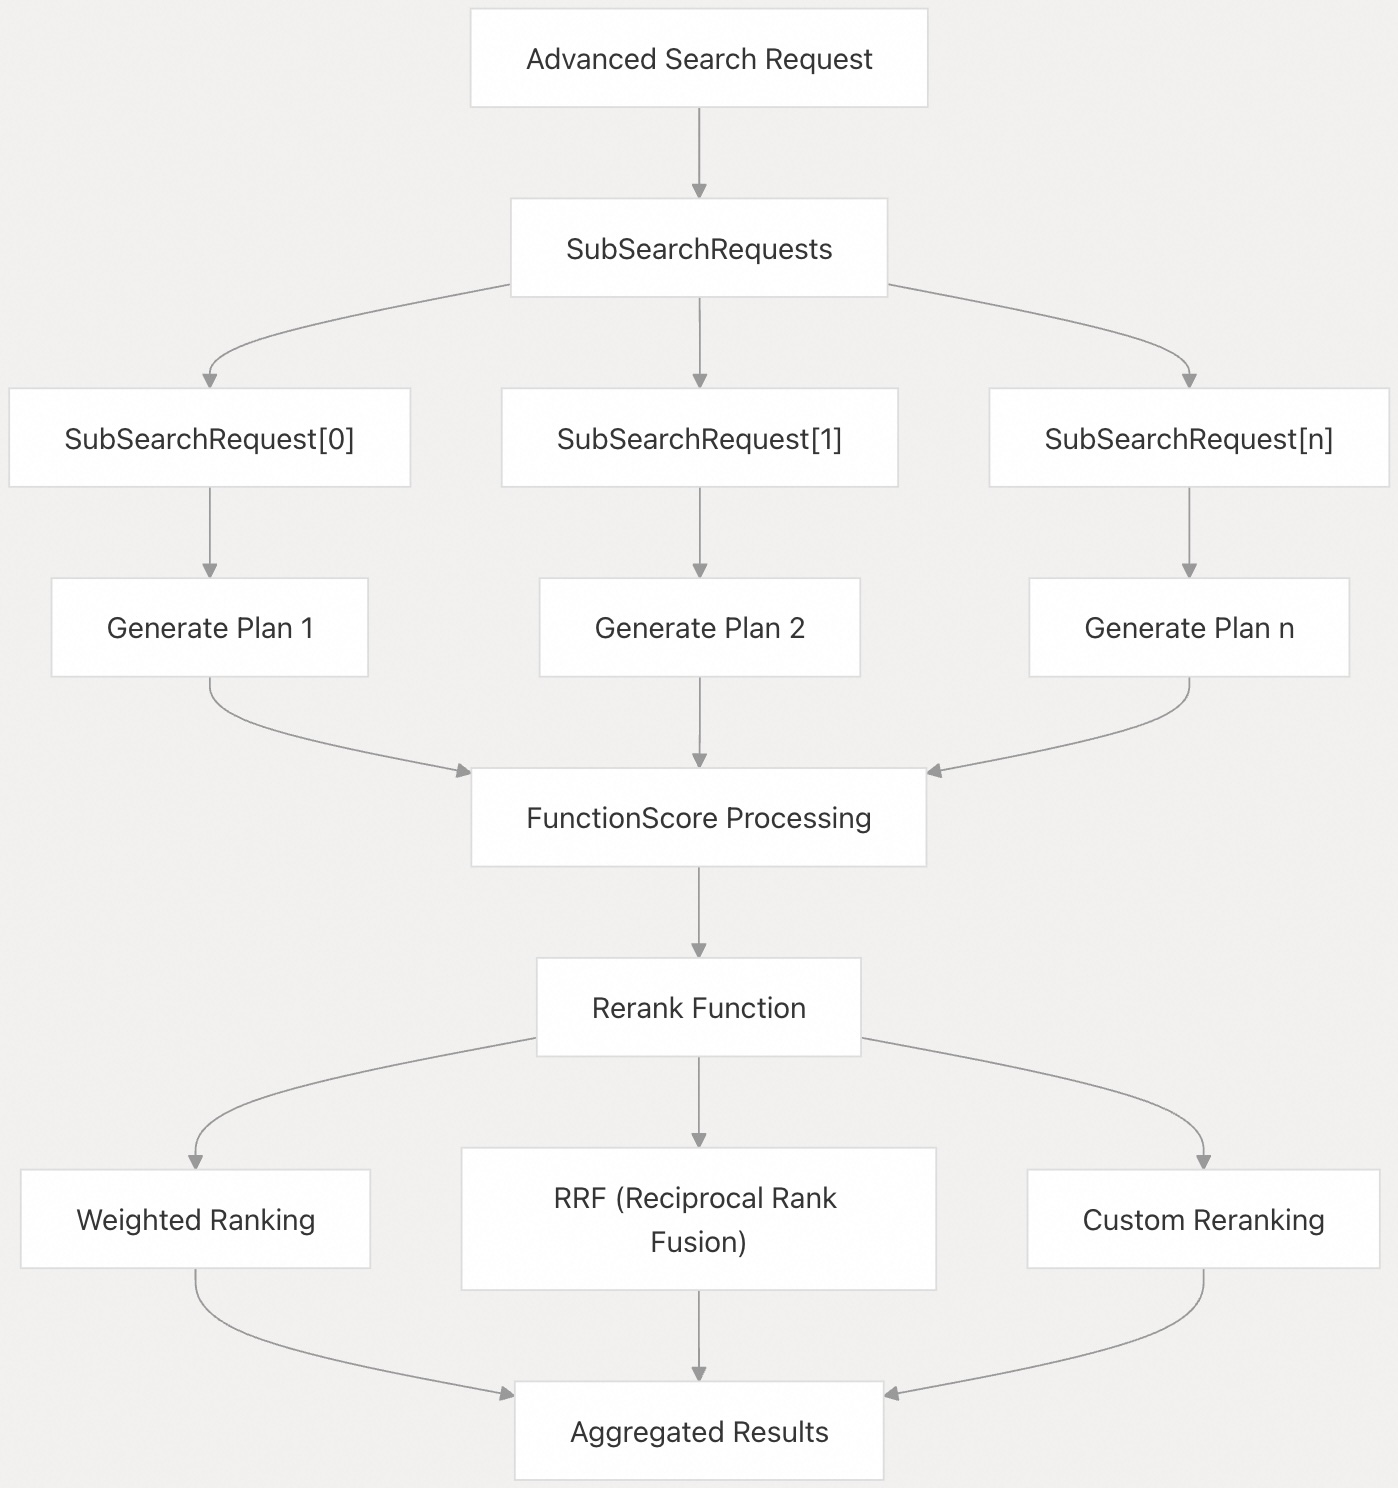 Advanced Search Request
SubSearchRequests
SubSearchRequest[0]
SubSearchRequest[1]
SubSearchRequest[n]
Generate Plan 1
Generate Plan 2
Generate Plan n
FunctionScore Processing
Rerank Function
Weighted Ranking
RRF (Reciprocal Rank
Fusion)
Custom Reranking
Aggregated Results